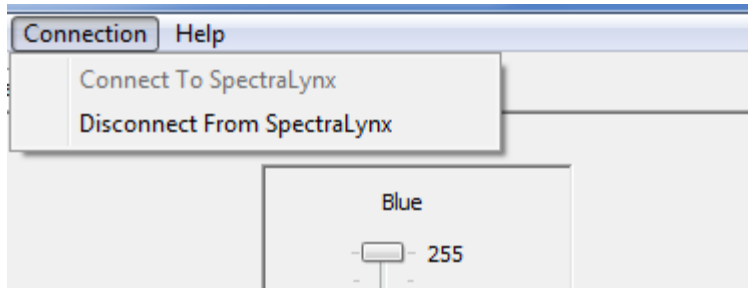 Connection Help
Connect To SpectraLynx
Disconnect From SpectraLynx
Blue
255